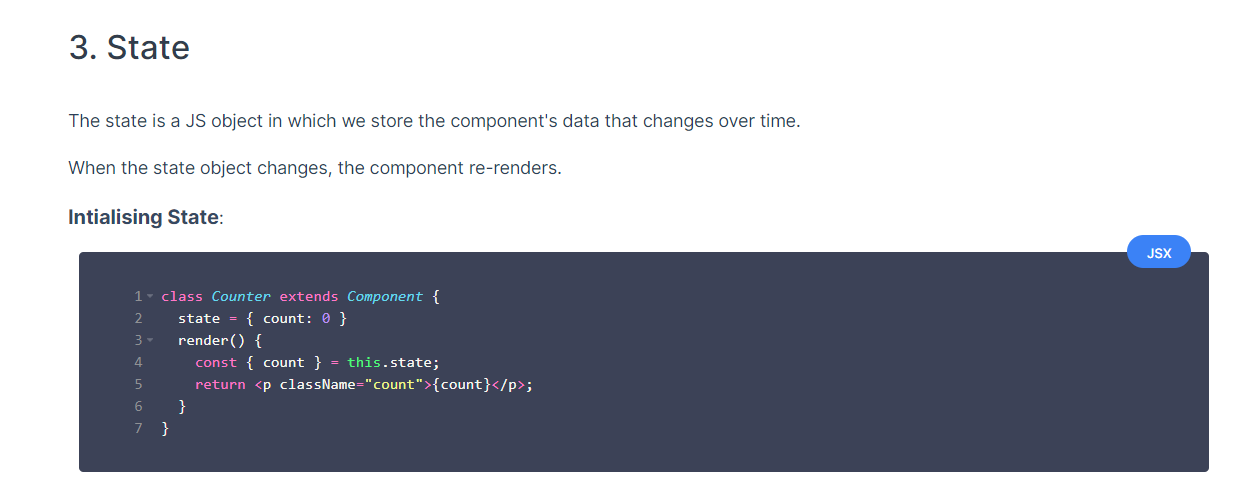 3. State
The state is a JS object in which we store the component's data that changes over time.
When the state object changes, the component re-renders.
Intialising State:
JSX
1 class Counter extends Component {
2   state = { count: 0 }
3   render() {
4     const { count } = this.state;
5     return <p className="count">{count}</p>;
6   }
7 }